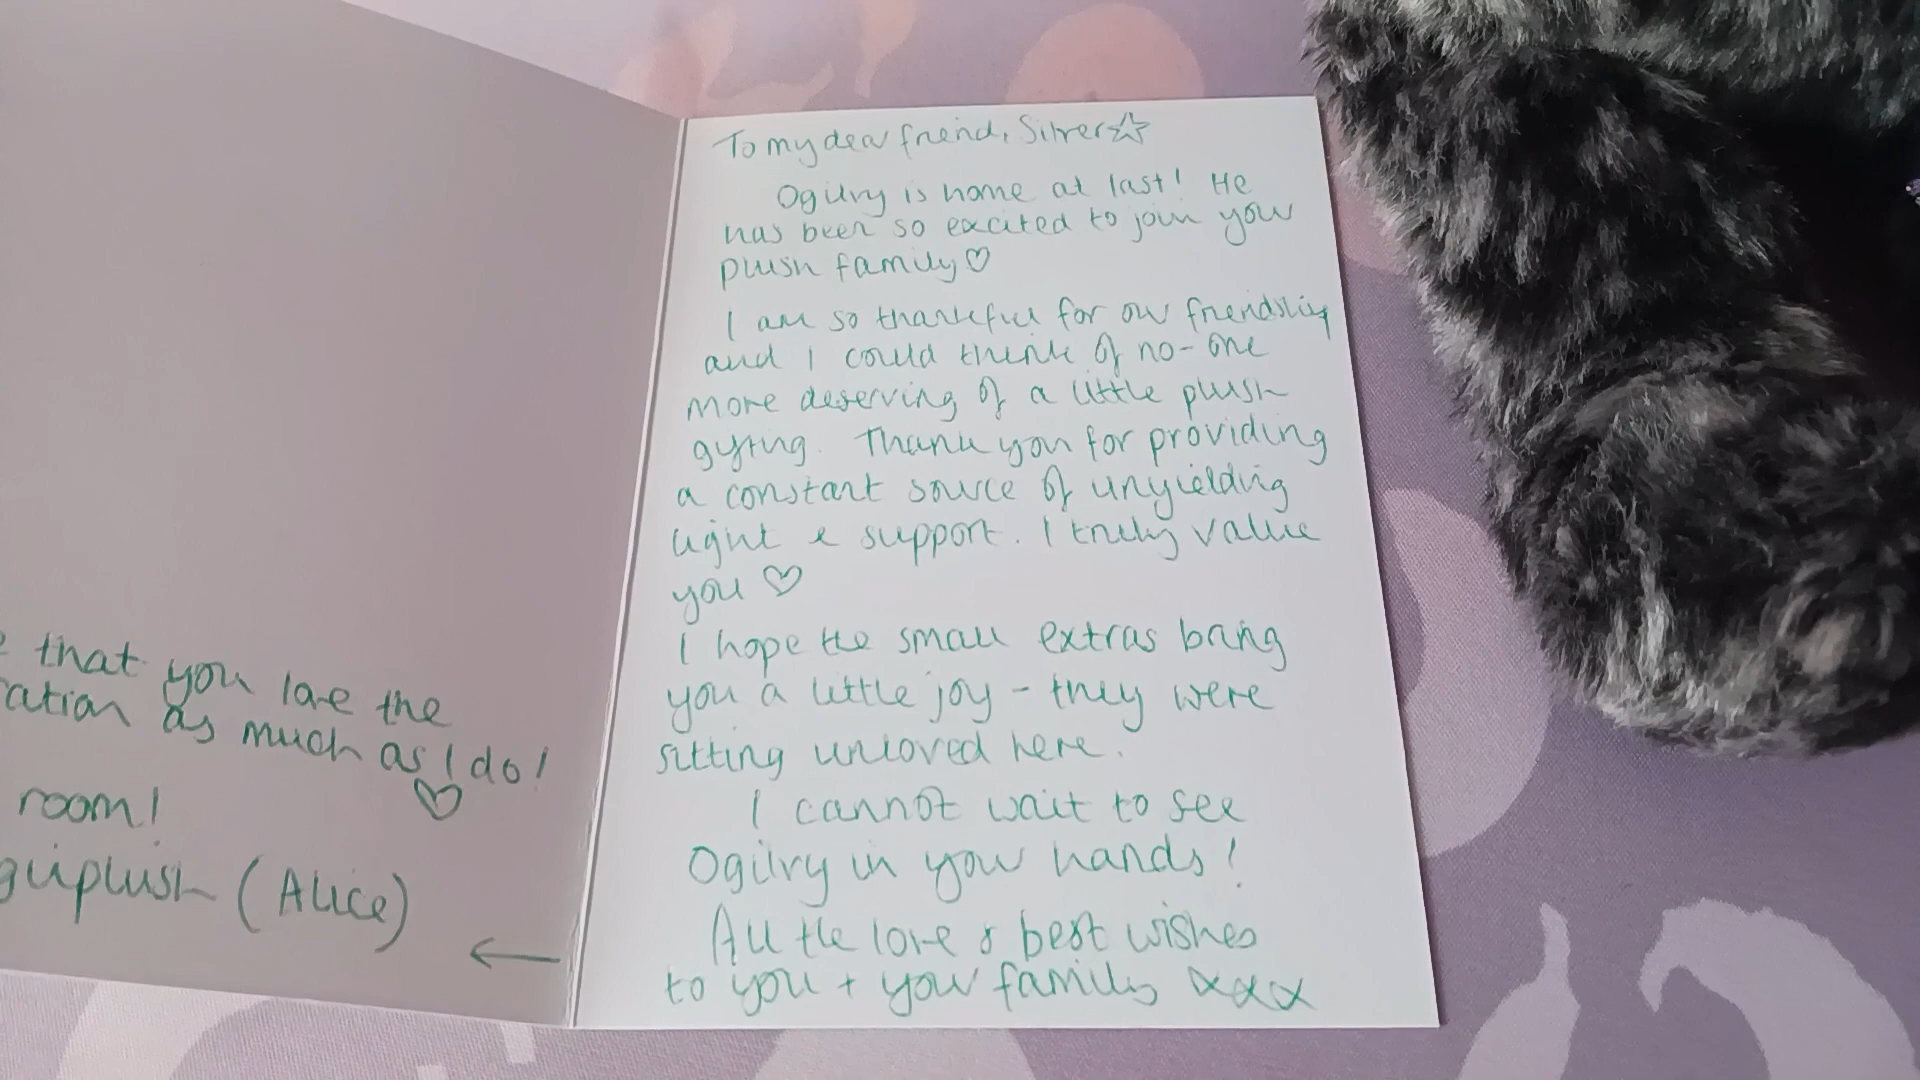 that you love the
as much as I do!
♡
room!
(Alice)
←
To my dear friend, Silver☆
Ogilvy is home at last! He
has been so excited to join your
plush family♡
I am so thankful for our friendship
and I could think of no-one
more deserving of a little plush
gifting. Thank you for providing
a constant source of unyielding
light & support. I truly value
you ♡
I hope the small extras bring
you a little joy - they were
sitting unloved here.
I cannot wait to see
Ogilvy in your hands!
All the love & best wishes
to you + your family xxx